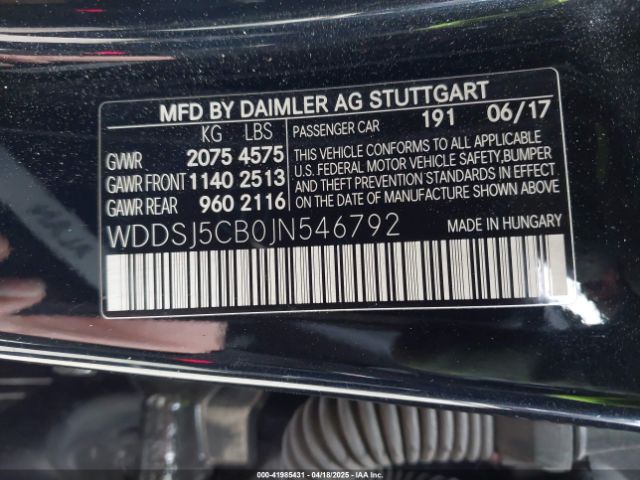 MFD BY DAIMLER AG STUTTGART
KG LBS
GVWR 2075 4575
GAWR FRONT 1140 2513
GAWR REAR 960 2116
PASSENGER CAR 191 06/17
THIS VEHICLE CONFORMS TO ALL APPLICABLE
U.S. FEDERAL MOTOR VEHICLE SAFETY, BUMPER
AND THEFT PREVENTION STANDARDS IN EFFECT
ON THE DATE OF MANUFACTURE SHOWN ABOVE
MADE IN HUNGARY
WDDSJ5CB0JN546792
000-41985431 - 04/18/2025 - IAAI.COM